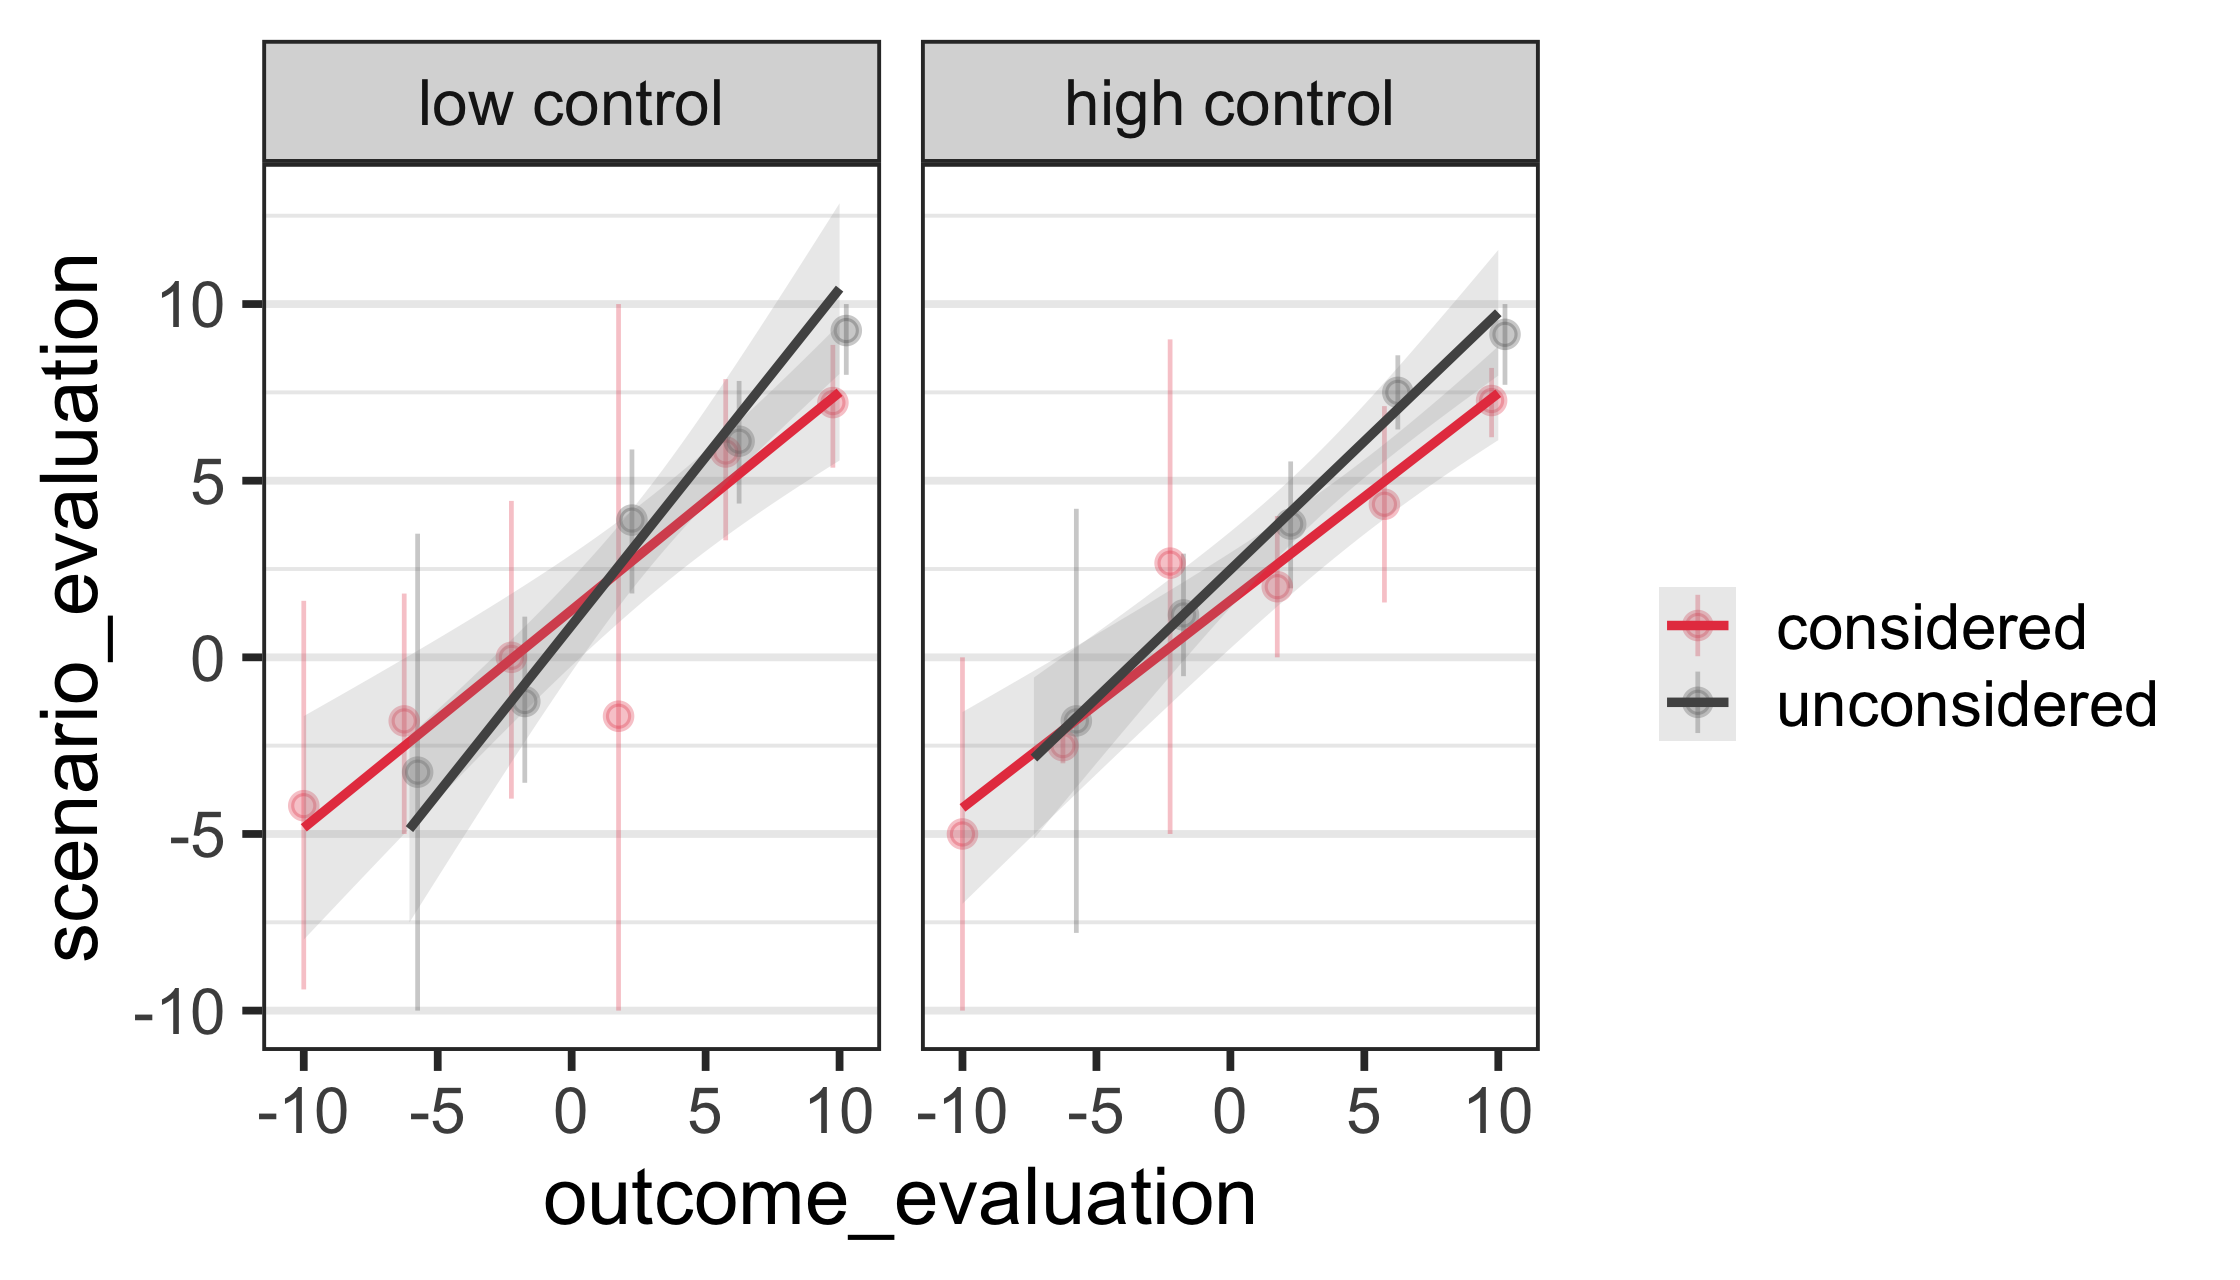 low control
high control
scenario_evaluation
10
5
0
-5
-10
-10 -5 0 5 10
-10 -5 0 5 10
outcome_evaluation
considered
unconsidered